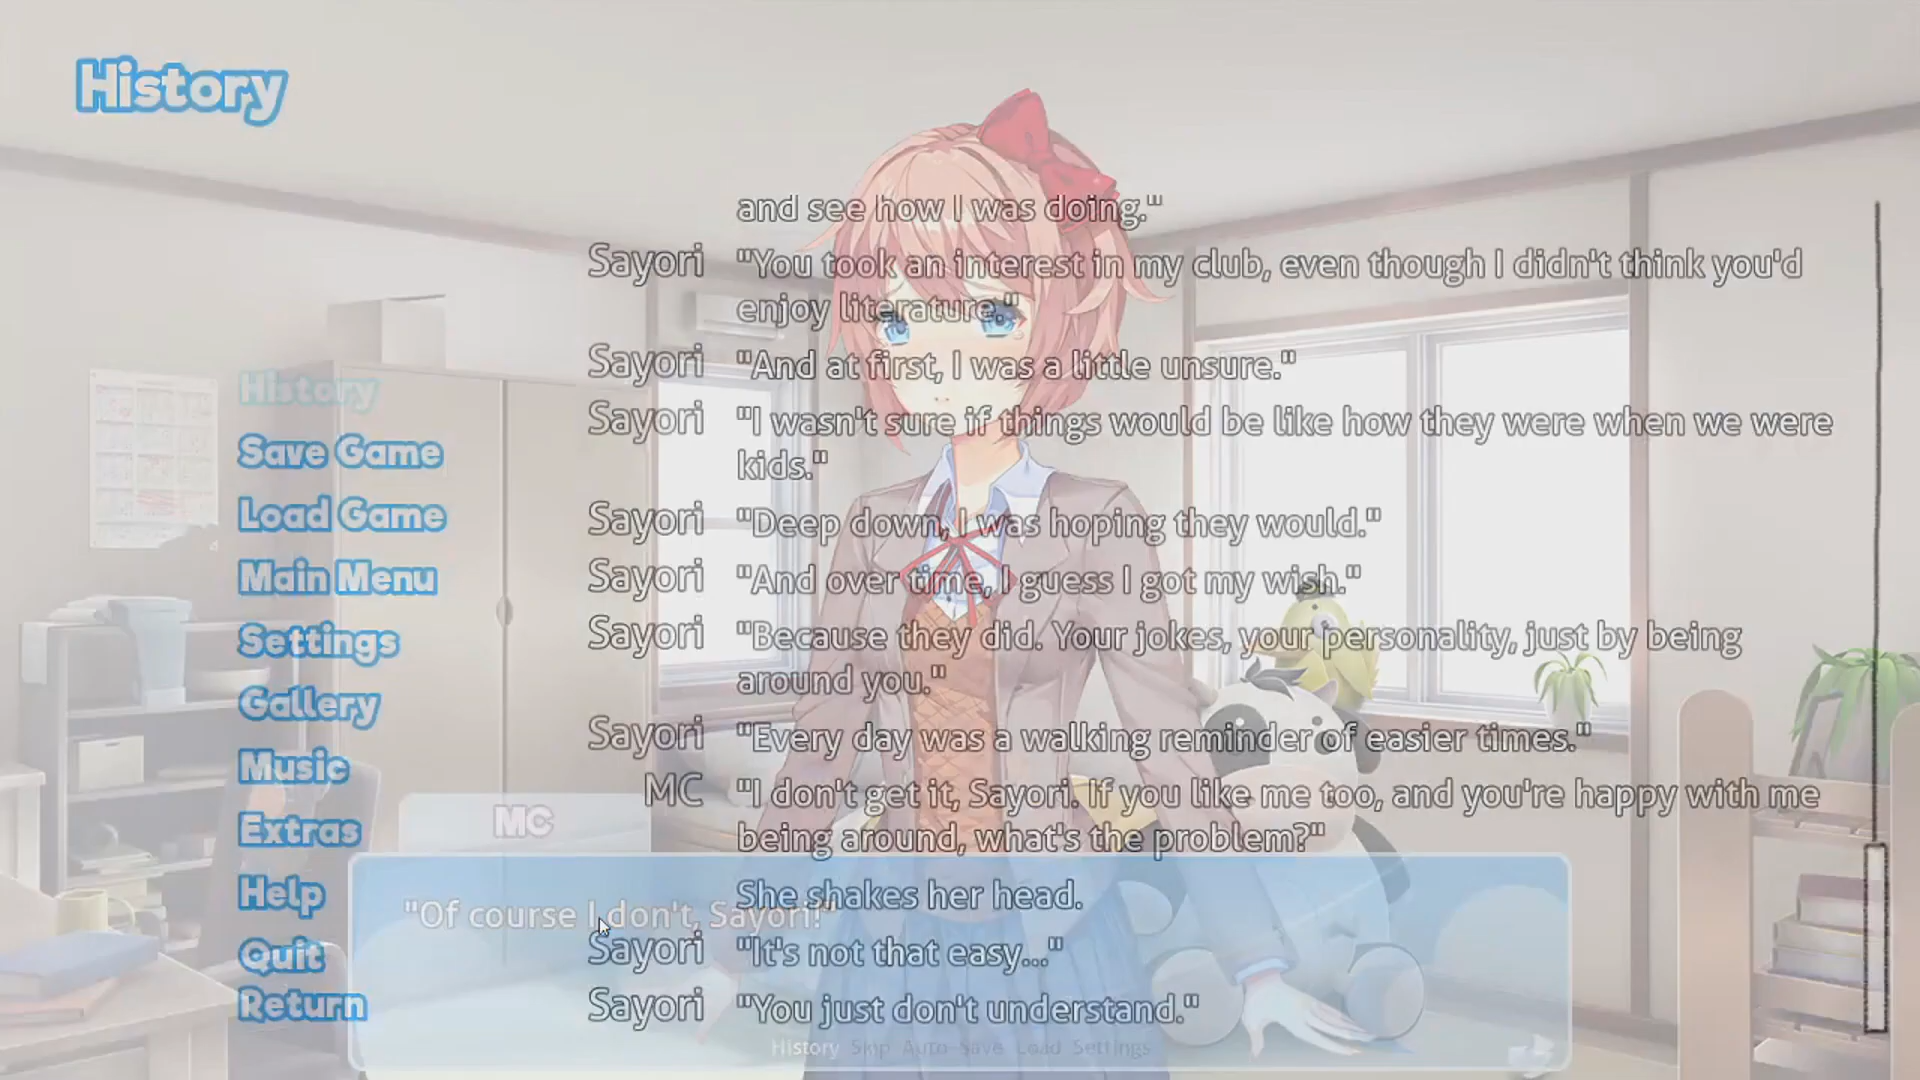 History
and see how I was doing."
Sayori "You took an interest in my club, even though I didn't think you'd
enjoy literature."
Sayori "And at first, I was a little unsure."
Sayori "I wasn't sure if things would be like how they were when we were
kids."
Sayori "Deep down, I was hoping they would."
Sayori "And over time, I guess I got my wish."
Sayori "Because they did. Your jokes, your personality, just by being
around you."
Sayori "Every day was a walking reminder of easier times."
MC "I don't get it, Sayori. If you like me too, and you're happy with me
being around, what's the problem?"
She shakes her head.
Sayori "It's not that easy..."
Sayori "You just don't understand."
History
Save Game
Load Game
Main Menu
Settings
Gallery
Music
Extras
Help
Quit
Return
MC
"Of course I don't, Sayori!"
History Skip Auto Save Load Settings